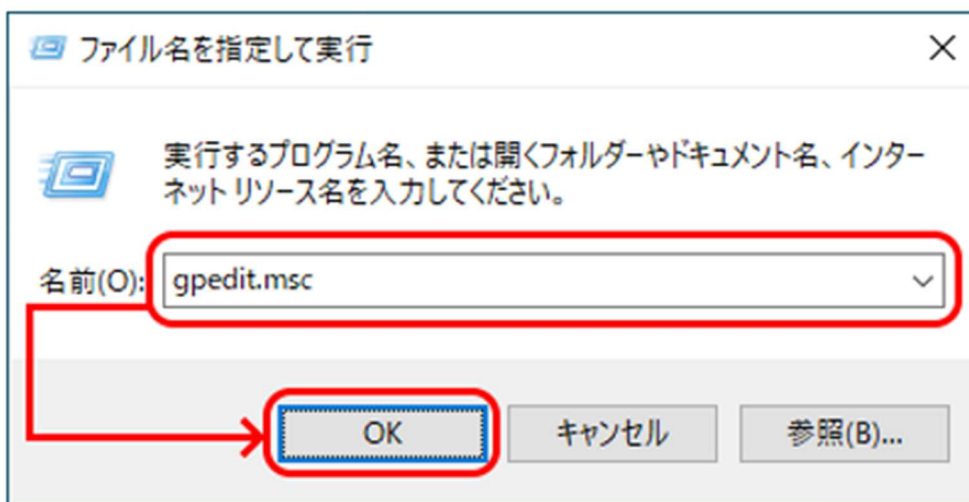 ファイル名を指定して実行
実行するプログラム名、または開くフォルダーやドキュメント名、インター
ネット リソース名を入力してください。
名前(O): gpedit.msc
OK キャンセル 参照(B)...